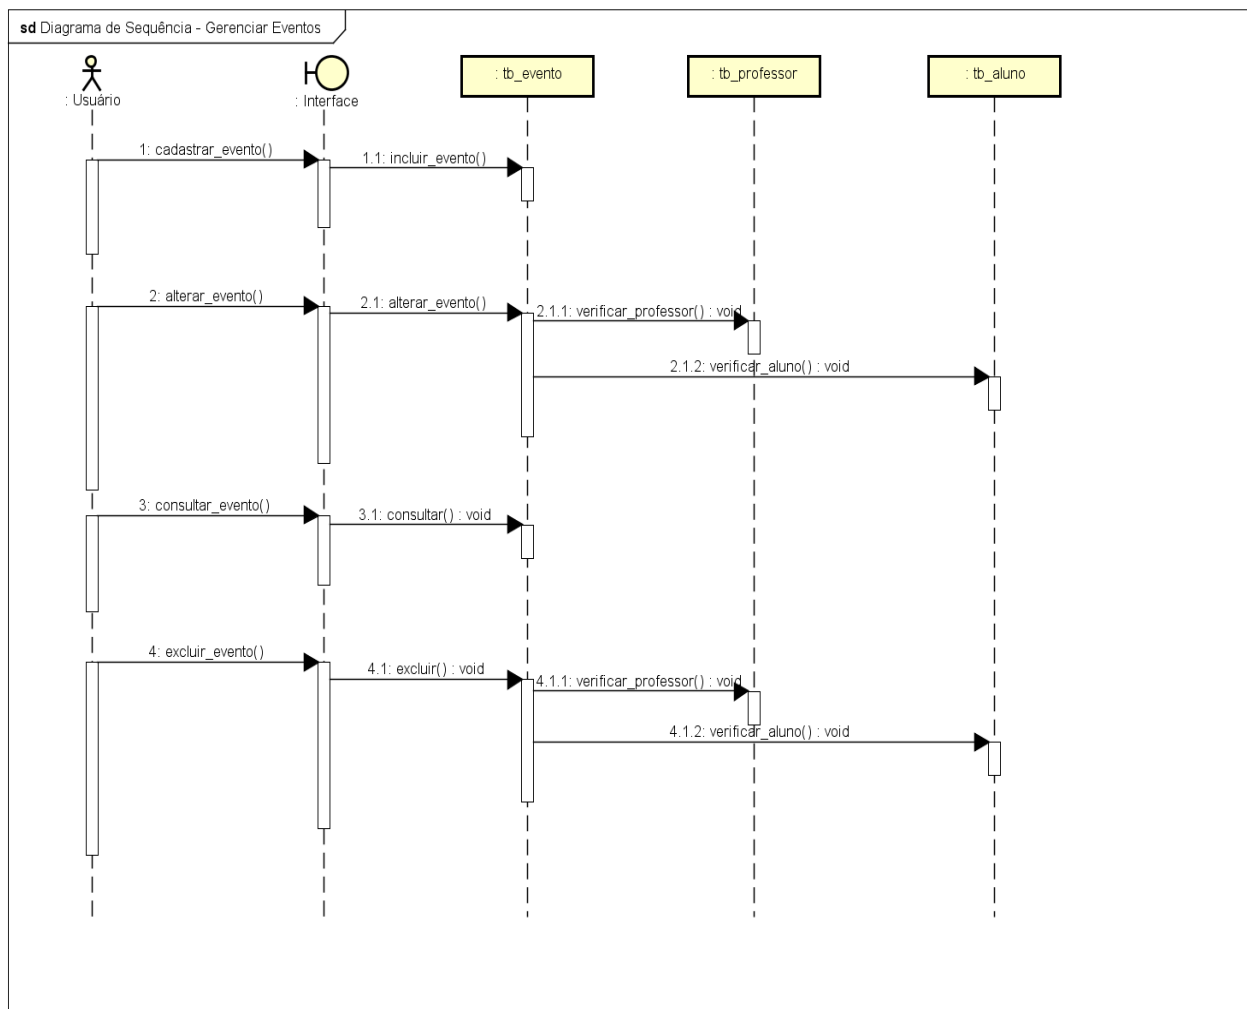 sd Diagrama de Sequência - Gerenciar Eventos
: Usuário
: Interface
: tb_evento
: tb_professor
: tb_aluno
1: cadastrar_evento()
1.1: incluir_evento()
2: alterar_evento()
2.1: alterar_evento()
2.1.1: verificar_professor() : void
2.1.2: verificar_aluno() : void
3: consultar_evento()
3.1: consultar() : void
4: excluir_evento()
4.1: excluir() : void
4.1.1: verificar_professor() : void
4.1.2: verificar_aluno() : void